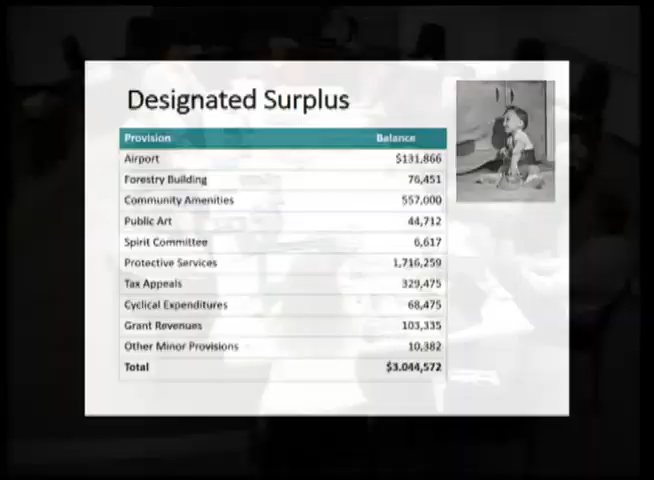 Designated Surplus
Provision Balance
Airport $131,866
Forestry Building 76,451
Community Amenities 557,000
Public Art 44,712
Spirit Committee 6,617
Protective Services 1,716,259
Tax Appeals 329,475
Cyclical Expenditures 68,475
Grant Revenues 103,335
Other Minor Provisions 10,382
Total $3,044,572